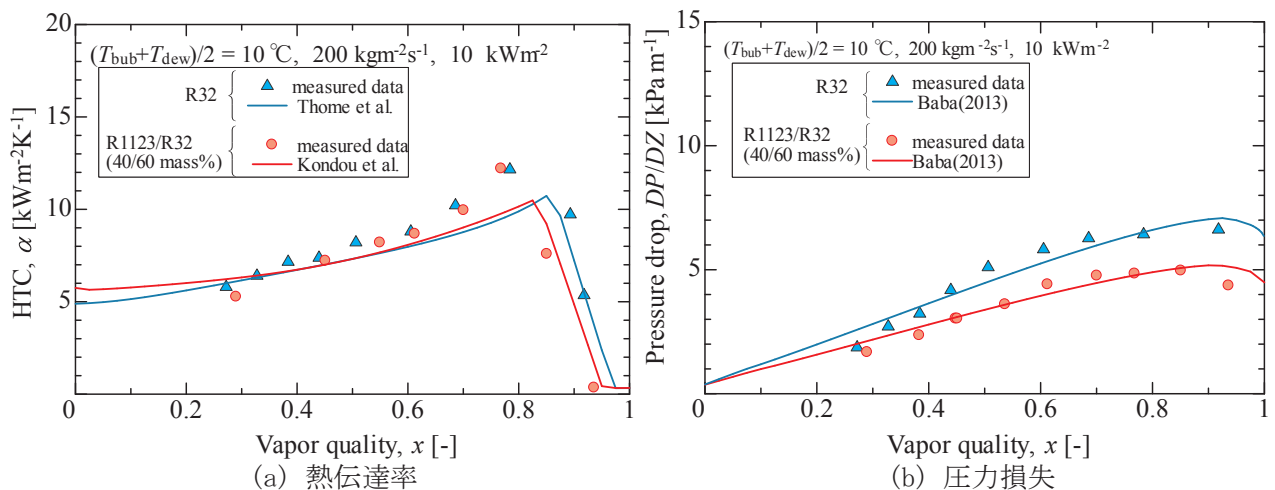 (Tbub+Tdew)/2 = 10 ℃, 200 kgm-2s-1, 10 kWm-2
R32
measured data
Thome et al.
R1123/R32
(40/60 mass%)
measured data
Kondou et al.
HTC, α [kWm-2K-1]
20
15
10
5
0 0.2 0.4 0.6 0.8 1
Vapor quality, x [-]
(a) 熱伝達率
(Tbub+Tdew)/2 = 10 ℃, 200 kgm-2s-1, 10 kWm-2
R32
measured data
Baba(2013)
R1123/R32
(40/60 mass%)
measured data
Baba(2013)
Pressure drop, DP/DZ [kPa m-1]
15
10
5
0 0.2 0.4 0.6 0.8 1
Vapor quality, x [-]
(b) 圧力損失